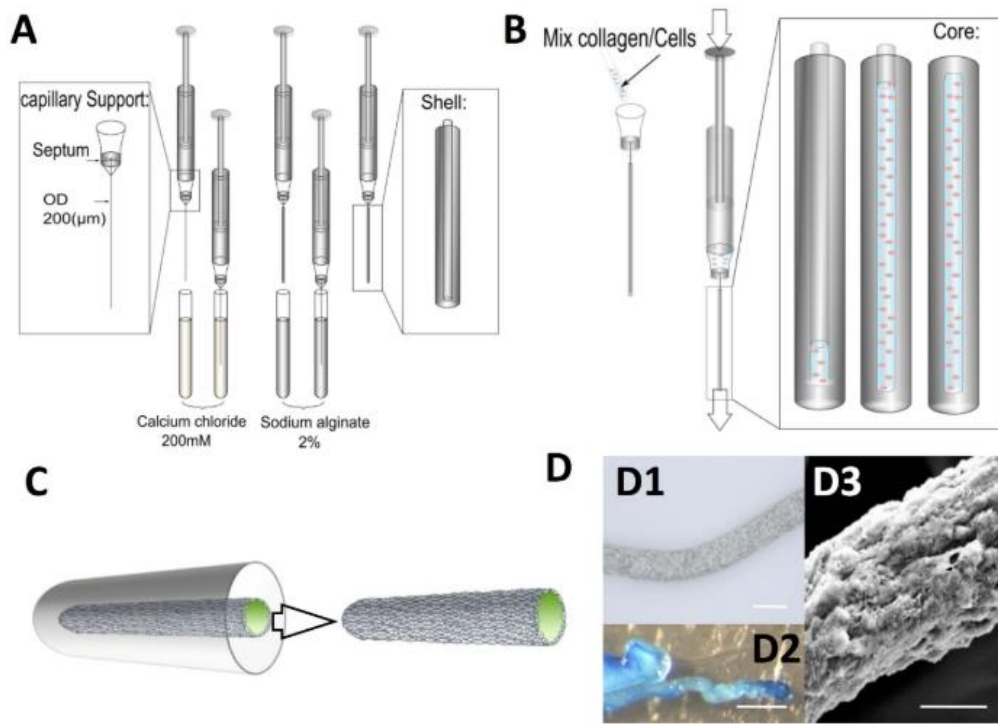 A
capillary Support:
Septum
OD
200(µm)
Shell:
Calcium chloride
200mM
Sodium alginate
2%
B
Mix collagen/Cells
Core:
C
D
D1
D2
D3